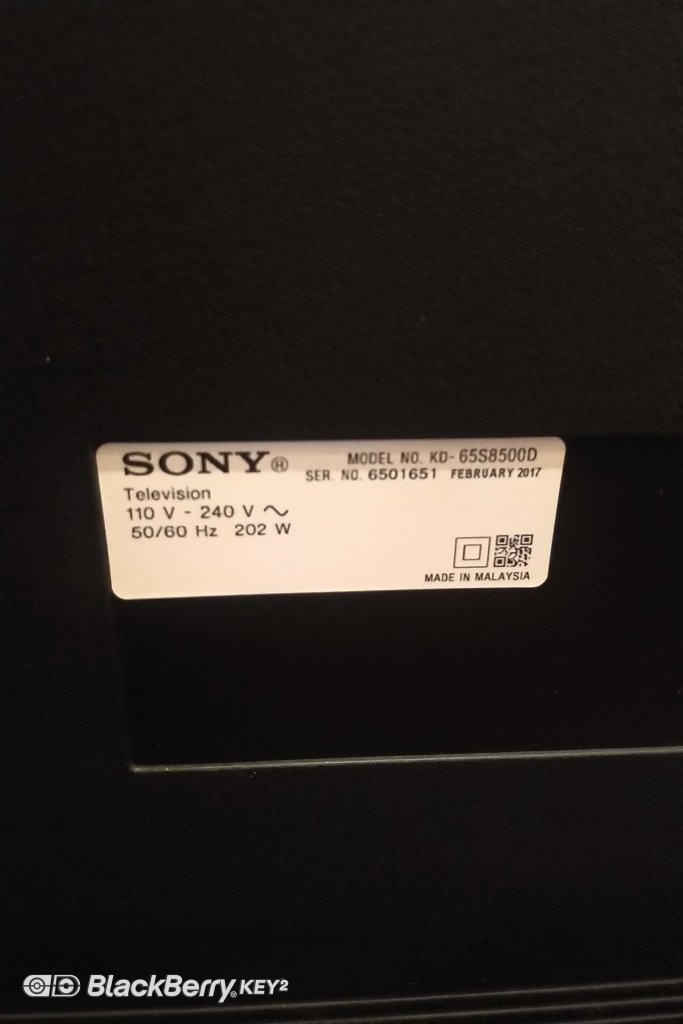 SONY® MODEL NO. KD-65S8500D
SER. NO. 6501651 FEBRUARY 2017
Television
110 V - 240 V ~
50/60 Hz 202 W
MADE IN MALAYSIA
BlackBerry® KEY²